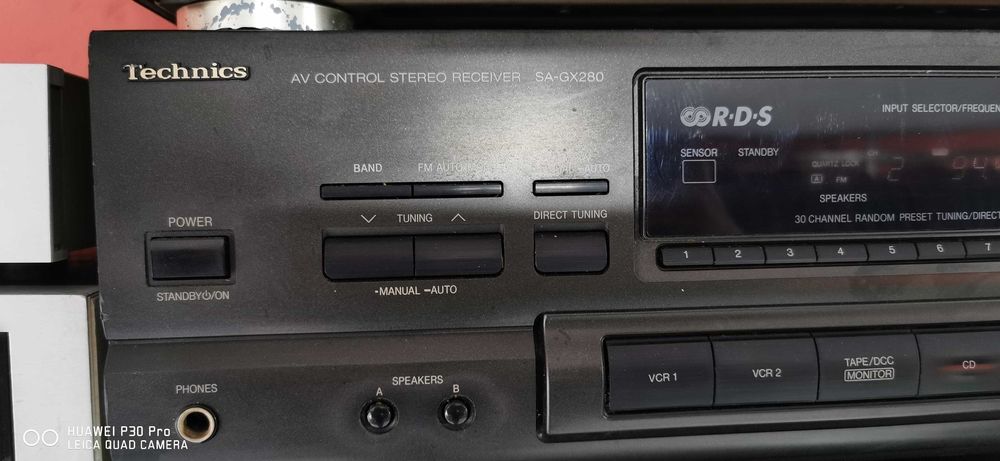 Technics
AV CONTROL STEREO RECEIVER SA-GX280
R·D·S
INPUT SELECTOR/FREQUEN
SENSOR STANDBY
QUARTZ LOCK CH
A FM 2 94
SPEAKERS
30 CHANNEL RANDOM PRESET TUNING/DIRECT
BAND FM AUTO
AUTO
TUNING
DIRECT TUNING
POWER
STANDBY⏻/ON
-MANUAL –AUTO
1 2 3 4 5 6 7
PHONES
SPEAKERS
A B
VCR 1
VCR 2
TAPE/DCC
MONITOR
CD
HUAWEI P30 Pro
LEICA QUAD CAMERA